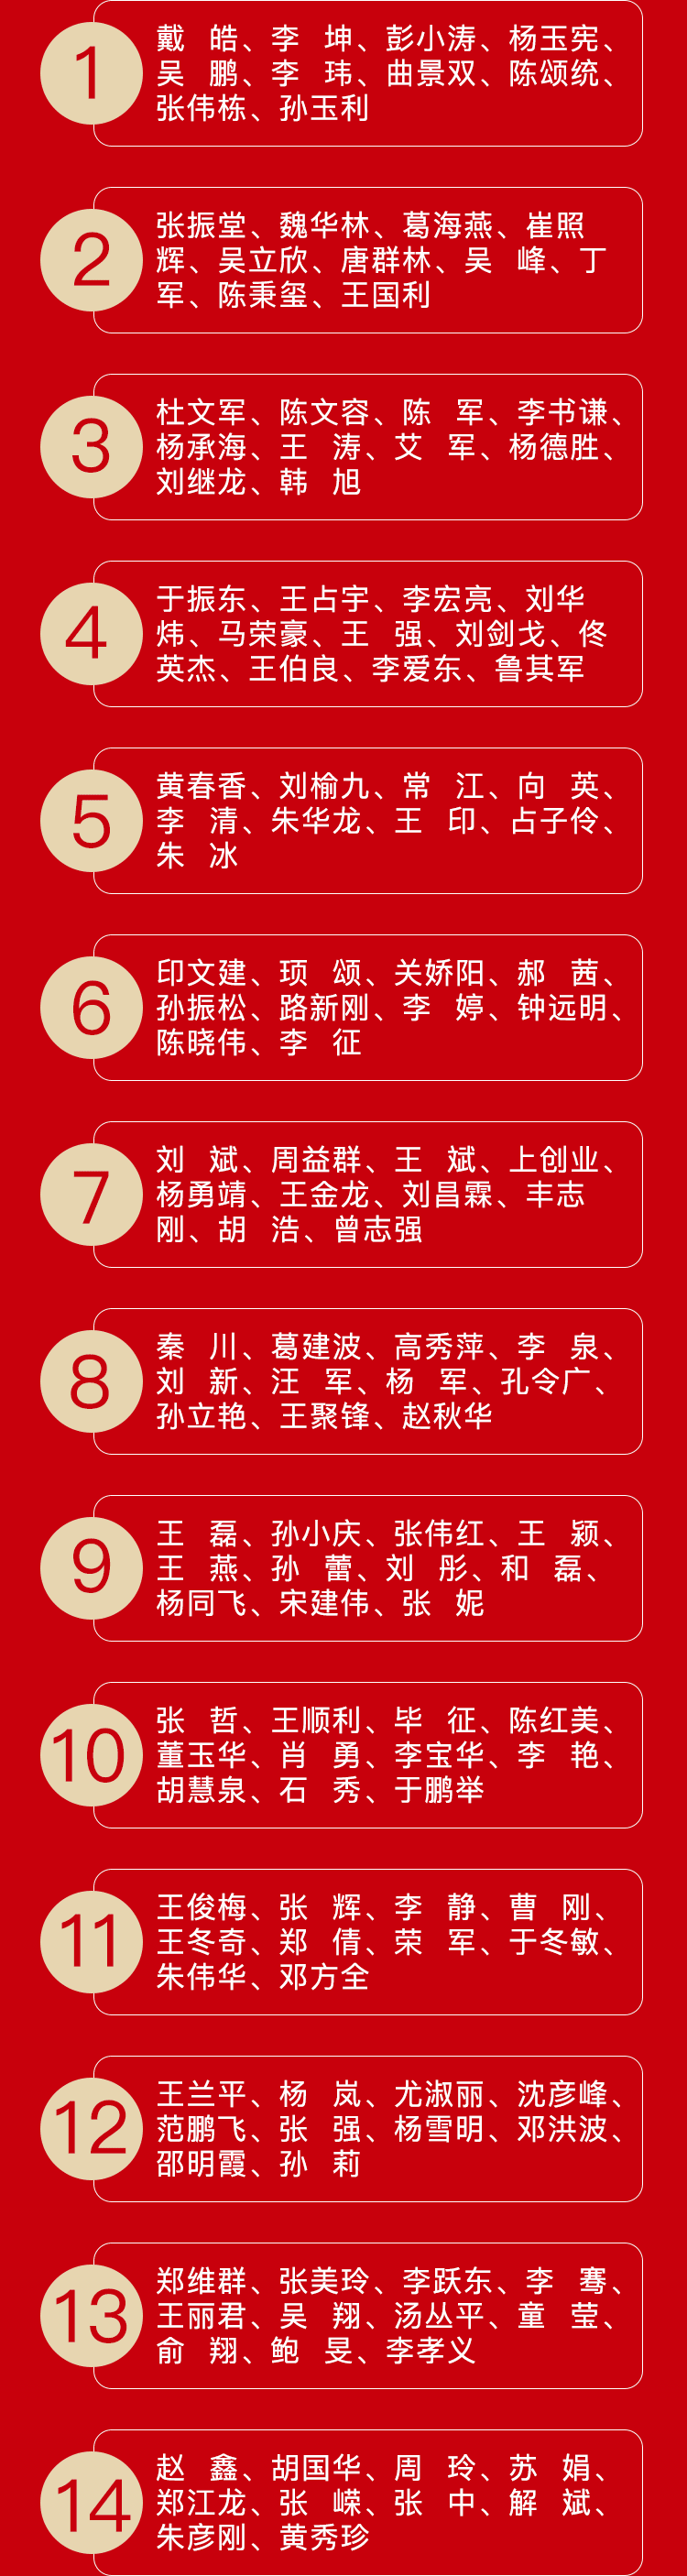 1
戴 皓、李 坤、彭小涛、杨玉宪、
吴 鹏、李 玮、曲景双、陈颂统、
张伟栋、孙玉利
2
张振堂、魏华林、葛海燕、崔照
辉、吴立欣、唐群林、吴 峰、丁
军、陈秉玺、王国利
3
杜文军、陈文容、陈 军、李书谦、
杨承海、王 涛、艾 军、杨德胜、
刘继龙、韩 旭
4
于振东、王占宇、李宏亮、刘华
炜、马荣豪、王 强、刘剑戈、佟
英杰、王伯良、李爱东、鲁其军
5
黄春香、刘榆九、常 江、向 英、
李 清、朱华龙、王 印、占子伶、
朱 冰
6
印文建、顼 颂、关娇阳、郝 茜、
孙振松、路新刚、李 婷、钟远明、
陈晓伟、李 征
7
刘 斌、周益群、王 斌、上创业、
杨勇靖、王金龙、刘昌霖、丰志
刚、胡 浩、曾志强
8
秦 川、葛建波、高秀萍、李 泉、
刘 新、汪 军、杨 军、孔令广、
孙立艳、王聚锋、赵秋华
9
王 磊、孙小庆、张伟红、王 颍、
王 燕、孙 蕾、刘 彤、和 磊、
杨同飞、宋建伟、张 妮
10
张 哲、王顺利、毕 征、陈红美、
董玉华、肖 勇、李宝华、李 艳、
胡慧泉、石 秀、于鹏举
11
王俊梅、张 辉、李 静、曹 刚、
王冬奇、郑 倩、荣 军、于冬敏、
朱伟华、邓方全
12
王兰平、杨 岚、尤淑丽、沈彦峰、
范鹏飞、张 强、杨雪明、邓洪波、
邵明霞、孙 莉
13
郑维群、张美玲、李跃东、李 骞、
王丽君、吴 翔、汤丛平、童 莹、
俞 翔、鲍 旻、李孝义
14
赵 鑫、胡国华、周 玲、苏 娟、
郑江龙、张 嵘、张 中、解 斌、
朱彦刚、黄秀珍